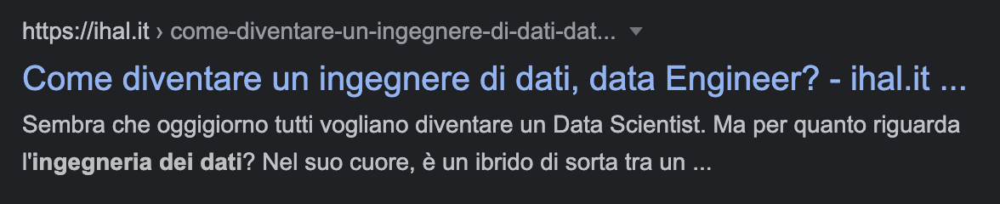 https://ihal.it › come-diventare-un-ingegnere-di-dati-dat...
Come diventare un ingegnere di dati, data Engineer? - ihal.it ...
Sembra che oggigiorno tutti vogliano diventare un Data Scientist. Ma per quanto riguarda
l'ingegneria dei dati? Nel suo cuore, è un ibrido di sorta tra un ...